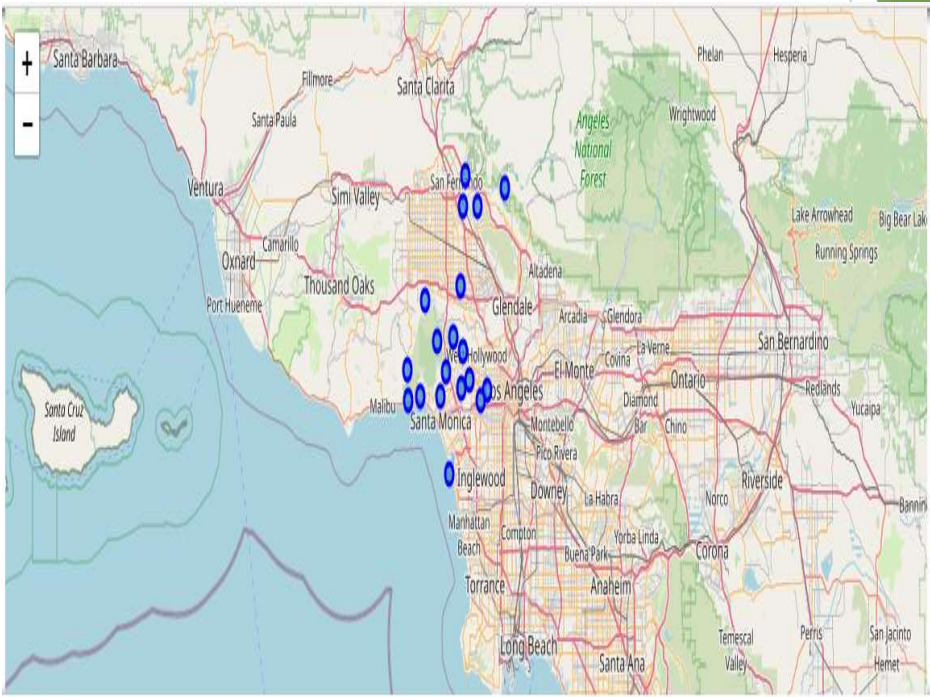 +
−
Santa Barbara
Phelan
Hesperia
Fillmore
Santa Clarita
Wrightwood
Santa Paula
Angeles
National
Forest
San Fernando
Ventura
Simi Valley
Lake Arrowhead
Big Bear Lak
Camarillo
Running Springs
Oxnard
Altadena
Thousand Oaks
Port Hueneme
Glendale
Arcadia
Glendora
San Bernardino
La Verne
West Hollywood
Covina
El Monte
Ontario
Redlands
Los Angeles
Diamond
Bar
Yucaipa
Malibu
Santa Cruz
Island
Santa Monica
Montebello
Chino
Pico Rivera
Inglewood
Riverside
Downey
La Habra
Norco
Bannin
Manhattan
Beach
Compton
Yorba Linda
Buena Park
Corona
Torrance
Anaheim
Temescal
Valley
Perris
San Jacinto
Long Beach
Santa Ana
Hemet